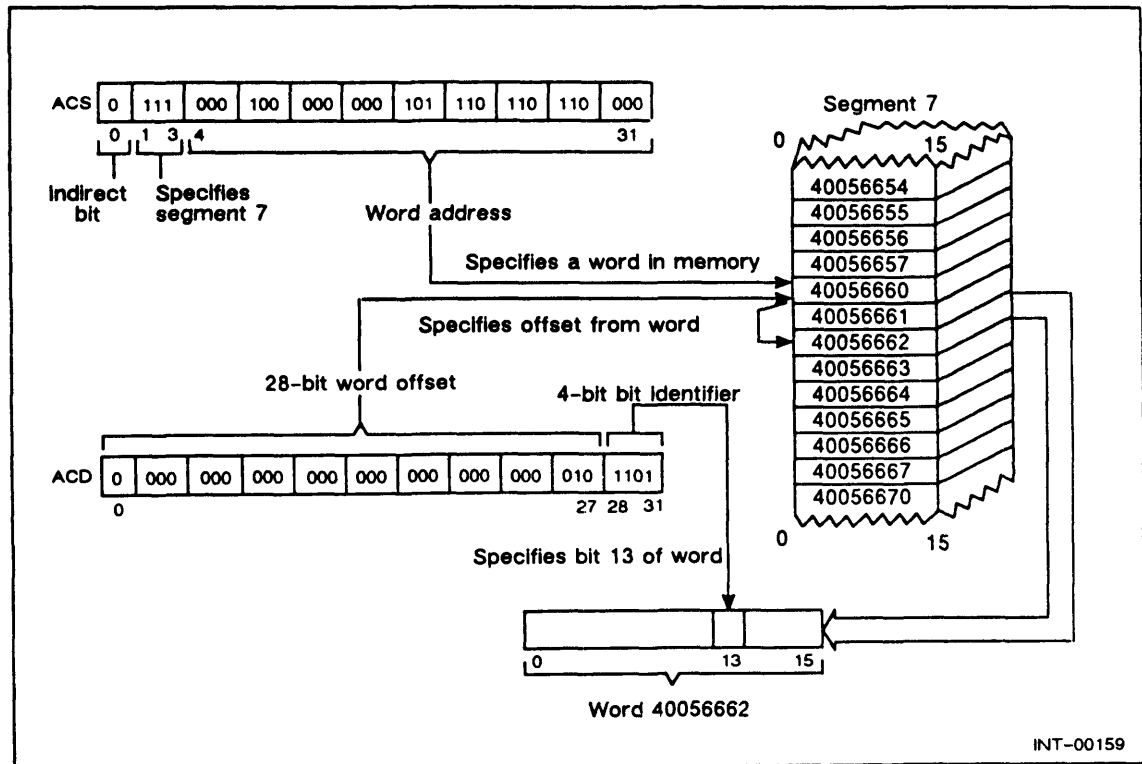 ACS 0 111 000 100 000 000 101 110 110 110 000
0 1 3 4 31
Indirect bit
Specifies segment 7
Word address
Specifies a word in memory
Specifies offset from word
28-bit word offset
4-bit bit identifier
ACD 0 000 000 000 000 000 000 000 000 010 1101
0 27 28 31
Specifies bit 13 of word
Segment 7
0 15
40056654
40056655
40056656
40056657
40056660
40056661
40056662
40056663
40056664
40056665
40056666
40056667
40056670
0 15
0 13 15
Word 40056662
INT-00159